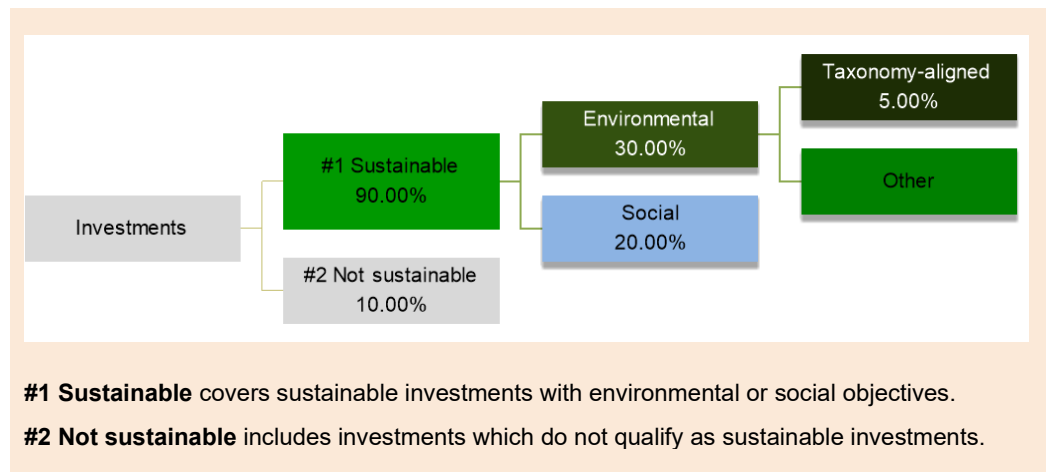 Investments
#1 Sustainable
90.00%
#2 Not sustainable
10.00%
Environmental
30.00%
Social
20.00%
Taxonomy-aligned
5.00%
Other
#1 Sustainable covers sustainable investments with environmental or social objectives.
#2 Not sustainable includes investments which do not qualify as sustainable investments.